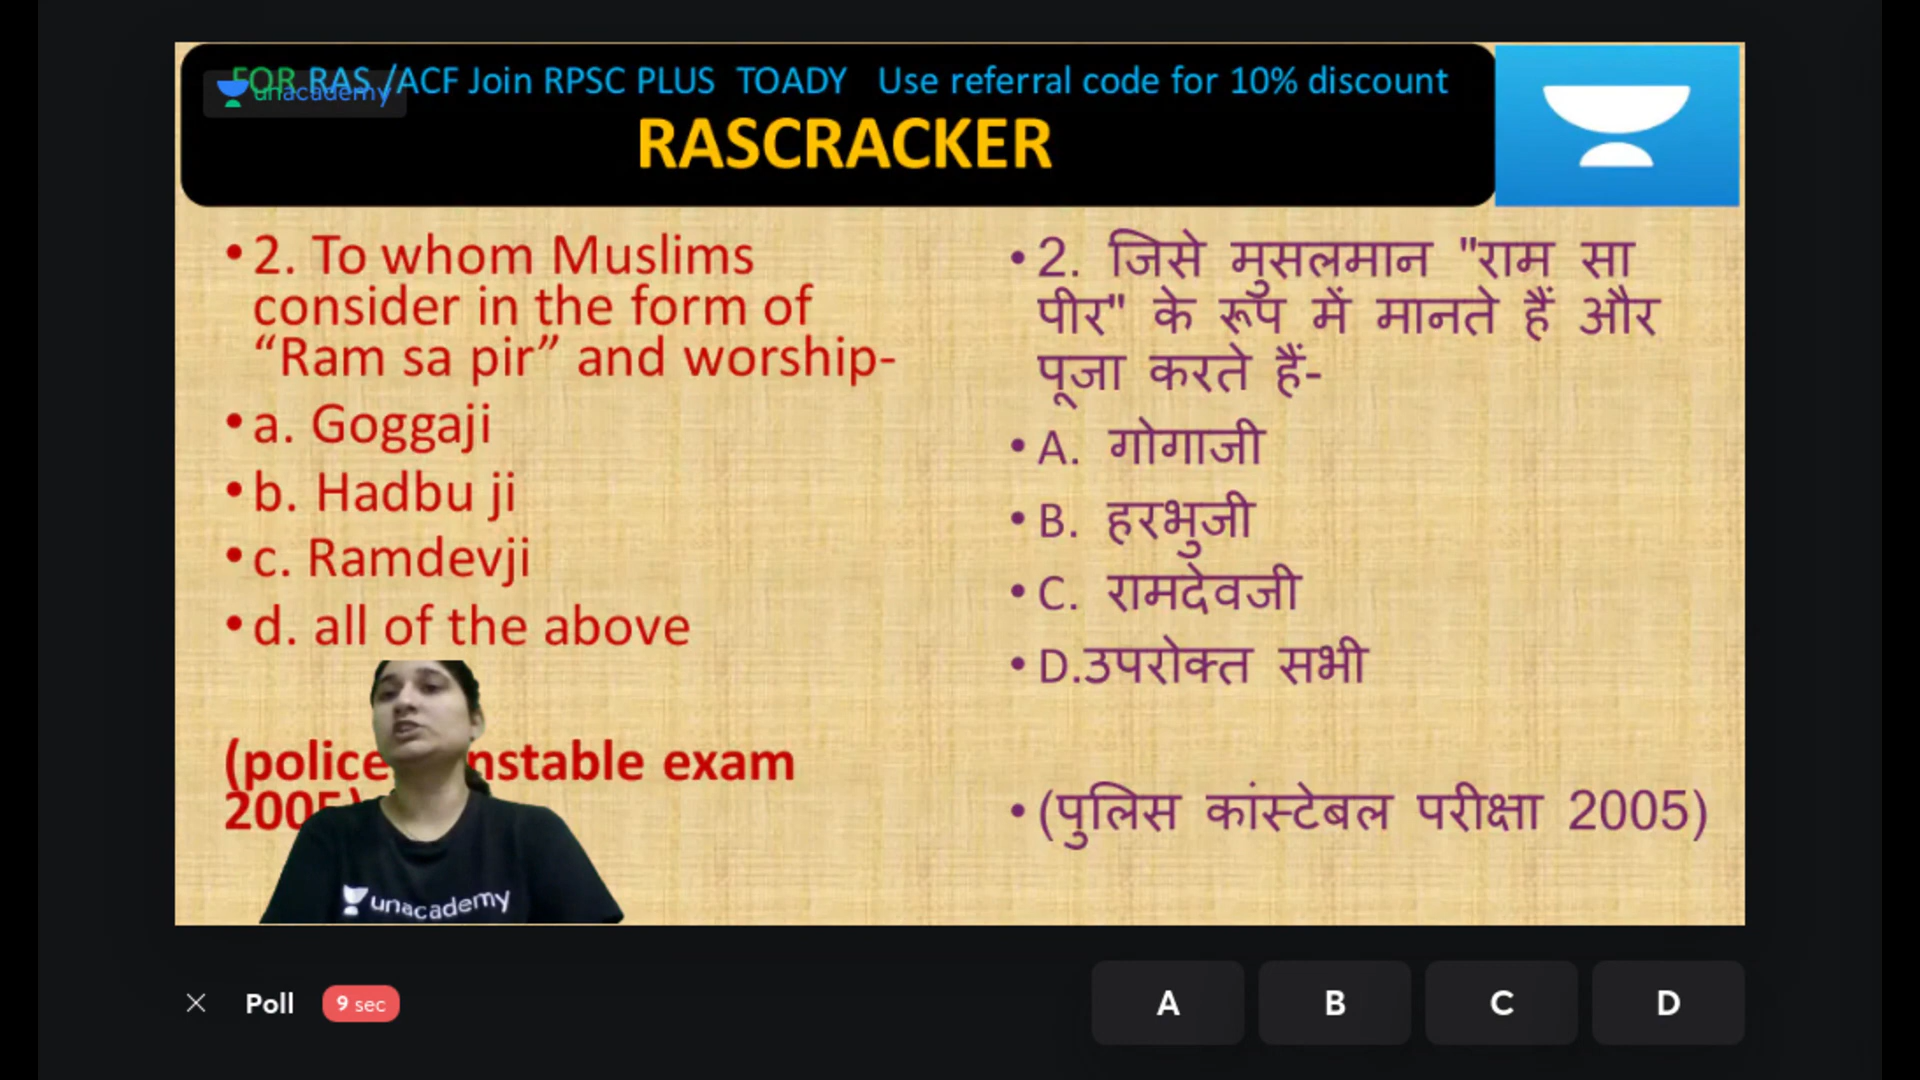 FOR RAS /ACF Join RPSC PLUS TOADY Use referral code for 10% discount
unacademy
RASCRACKER
•2. To whom Muslims
consider in the form of
“Ram sa pir” and worship-
•a. Goggaji
•b. Hadbu ji
•c. Ramdevji
•d. all of the above
(police nstable exam
2005)
• 2. जिसे मुसलमान "राम सा
पीर" के रूप में मानते हैं और
पूजा करते हैं-
• A. गोगाजी
• B. हरभुजी
• C. रामदेवजी
• D.उपरोक्त सभी
• (पुलिस कांस्टेबल परीक्षा 2005)
unacademy
Poll 9 sec A B C D